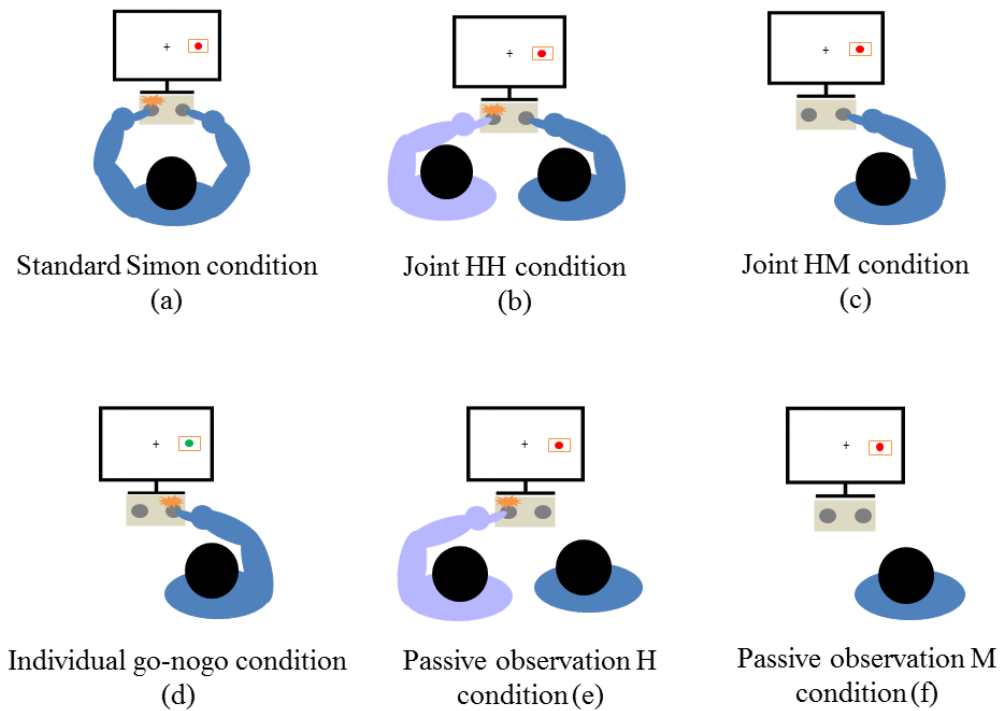 Standard Simon condition
(a)
Joint HH condition
(b)
Joint HM condition
(c)
Individual go-nogo condition
(d)
Passive observation H
condition (e)
Passive observation M
condition (f)